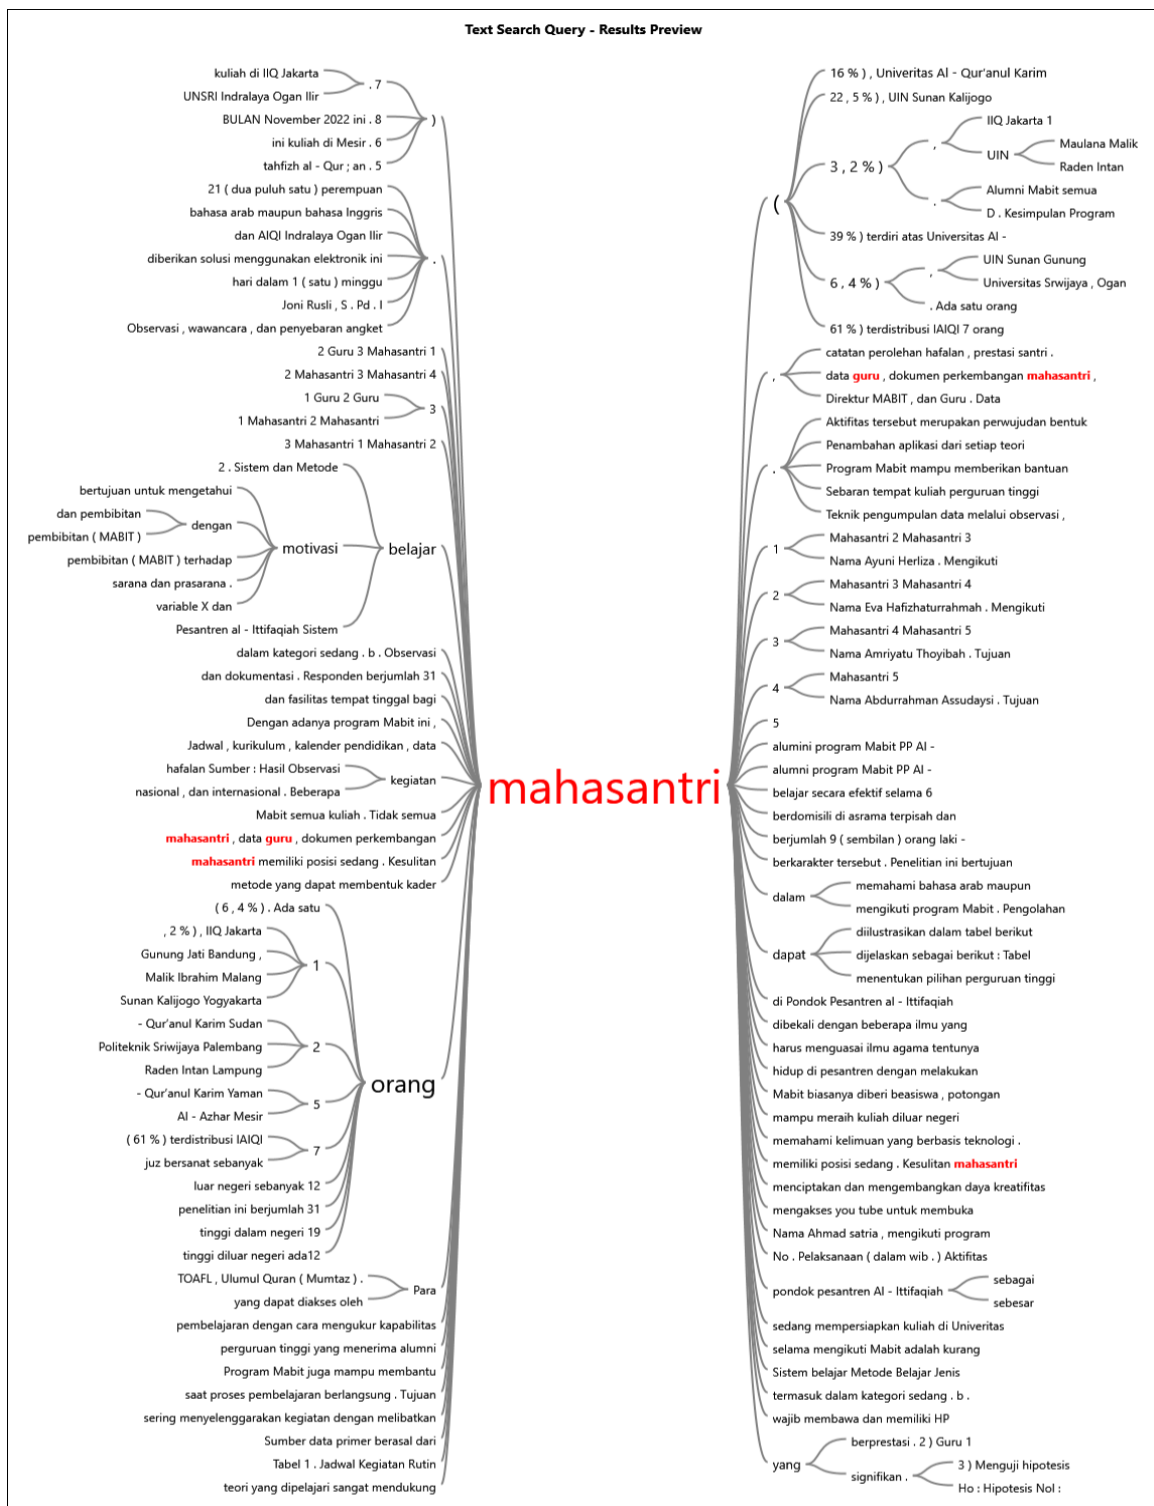 Text Search Query - Results Preview
kuliah di IIQ Jakarta
UNSRI Indralaya Ogan Ilir
. 7
BULAN November 2022 ini . 8
ini kuliah di Mesir . 6
tahfizh al - Qur ; an . 5
)
21 ( dua puluh satu ) perempuan
bahasa arab maupun bahasa Inggris
dan AIQI Indralaya Ogan Ilir
diberikan solusi menggunakan elektronik ini
hari dalam 1 ( satu ) minggu
Joni Rusli , S . Pd . I
Observasi , wawancara , dan penyebaran angket
.
2 Guru 3 Mahasantri 1
2 Mahasantri 3 Mahasantri 4
1 Guru 2 Guru
1 Mahasantri 2 Mahasantri
3
3 Mahasantri 1 Mahasantri 2
2 . Sistem dan Metode
bertujuan untuk mengetahui
dan pembibitan
pembibitan ( MABIT )
dengan
pembibitan ( MABIT ) terhadap
sarana dan prasarana .
variable X dan
motivasi
Pesantren al - Ittifaqiah Sistem
belajar
dalam kategori sedang . b . Observasi
dan dokumentasi . Responden berjumlah 31
dan fasilitas tempat tinggal bagi
Dengan adanya program Mabit ini ,
Jadwal , kurikulum , kalender pendidikan , data
hafalan Sumber : Hasil Observasi
nasional , dan internasional . Beberapa
kegiatan
Mabit semua kuliah . Tidak semua
mahasantri , data guru , dokumen perkembangan
mahasantri memiliki posisi sedang . Kesulitan
metode yang dapat membentuk kader
( 6 , 4 % ) . Ada satu
, 2 % ) , IIQ Jakarta
Gunung Jati Bandung ,
Malik Ibrahim Malang
Sunan Kalijogo Yogyakarta
1
- Qur'anul Karim Sudan
Politeknik Sriwijaya Palembang
Raden Intan Lampung
2
- Qur'anul Karim Yaman
Al - Azhar Mesir
5
( 61 % ) terdistribusi IAIQI
juz bersanat sebanyak
7
luar negeri sebanyak 12
penelitian ini berjumlah 31
tinggi dalam negeri 19
tinggi diluar negeri ada12
orang
TOAFL , Ulumul Quran ( Mumtaz ) .
yang dapat diakses oleh
Para
pembelajaran dengan cara mengukur kapabilitas
perguruan tinggi yang menerima alumni
Program Mabit juga mampu membantu
saat proses pembelajaran berlangsung . Tujuan
sering menyelenggarakan kegiatan dengan melibatkan
Sumber data primer berasal dari
Tabel 1 . Jadwal Kegiatan Rutin
teori yang dipelajari sangat mendukung
mahasantri
(
16 % ) , Univeritas Al - Qur'anul Karim
22 , 5 % ) , UIN Sunan Kalijogo
3 , 2 % )
,
IIQ Jakarta 1
UIN
Maulana Malik
Raden Intan
.
Alumni Mabit semua
D . Kesimpulan Program
39 % ) terdiri atas Universitas Al -
6 , 4 % )
,
UIN Sunan Gunung
Universitas Srwijaya , Ogan
. Ada satu orang
61 % ) terdistribusi IAIQI 7 orang
,
catatan perolehan hafalan , prestasi santri .
data guru , dokumen perkembangan mahasantri ,
Direktur MABIT , dan Guru . Data
.
Aktifitas tersebut merupakan perwujudan bentuk
Penambahan aplikasi dari setiap teori
Program Mabit mampu memberikan bantuan
Sebaran tempat kuliah perguruan tinggi
Teknik pengumpulan data melalui observasi ,
1
Mahasantri 2 Mahasantri 3
Nama Ayuni Herliza . Mengikuti
2
Mahasantri 3 Mahasantri 4
Nama Eva Hafizhaturrahmah . Mengikuti
3
Mahasantri 4 Mahasantri 5
Nama Amriyatu Thoyibah . Tujuan
4
Mahasantri 5
Nama Abdurrahman Assudaysi . Tujuan
5
alumini program Mabit PP Al -
alumni program Mabit PP Al -
belajar secara efektif selama 6
berdomisili di asrama terpisah dan
berjumlah 9 ( sembilan ) orang laki -
berkarakter tersebut . Penelitian ini bertujuan
dalam
memahami bahasa arab maupun
mengikuti program Mabit . Pengolahan
dapat
diilustrasikan dalam tabel berikut
dijelaskan sebagai berikut : Tabel
menentukan pilihan perguruan tinggi
di Pondok Pesantren al - Ittifaqiah
dibekali dengan beberapa ilmu yang
harus menguasai ilmu agama tentunya
hidup di pesantren dengan melakukan
Mabit biasanya diberi beasiswa , potongan
mampu meraih kuliah diluar negeri
memahami kelimuan yang berbasis teknologi .
memiliki posisi sedang . Kesulitan mahasantri
menciptakan dan mengembangkan daya kreatifitas
mengakses you tube untuk membuka
Nama Ahmad satria , mengikuti program
No . Pelaksanaan ( dalam wib . ) Aktifitas
pondok pesantren Al - Ittifaqiah
sebagai
sebesar
sedang mempersiapkan kuliah di Univeritas
selama mengikuti Mabit adalah kurang
Sistem belajar Metode Belajar Jenis
termasuk dalam kategori sedang . b .
wajib membawa dan memiliki HP
yang
berprestasi . 2 ) Guru 1
signifikan .
3 ) Menguji hipotesis
Ho : Hipotesis Nol :